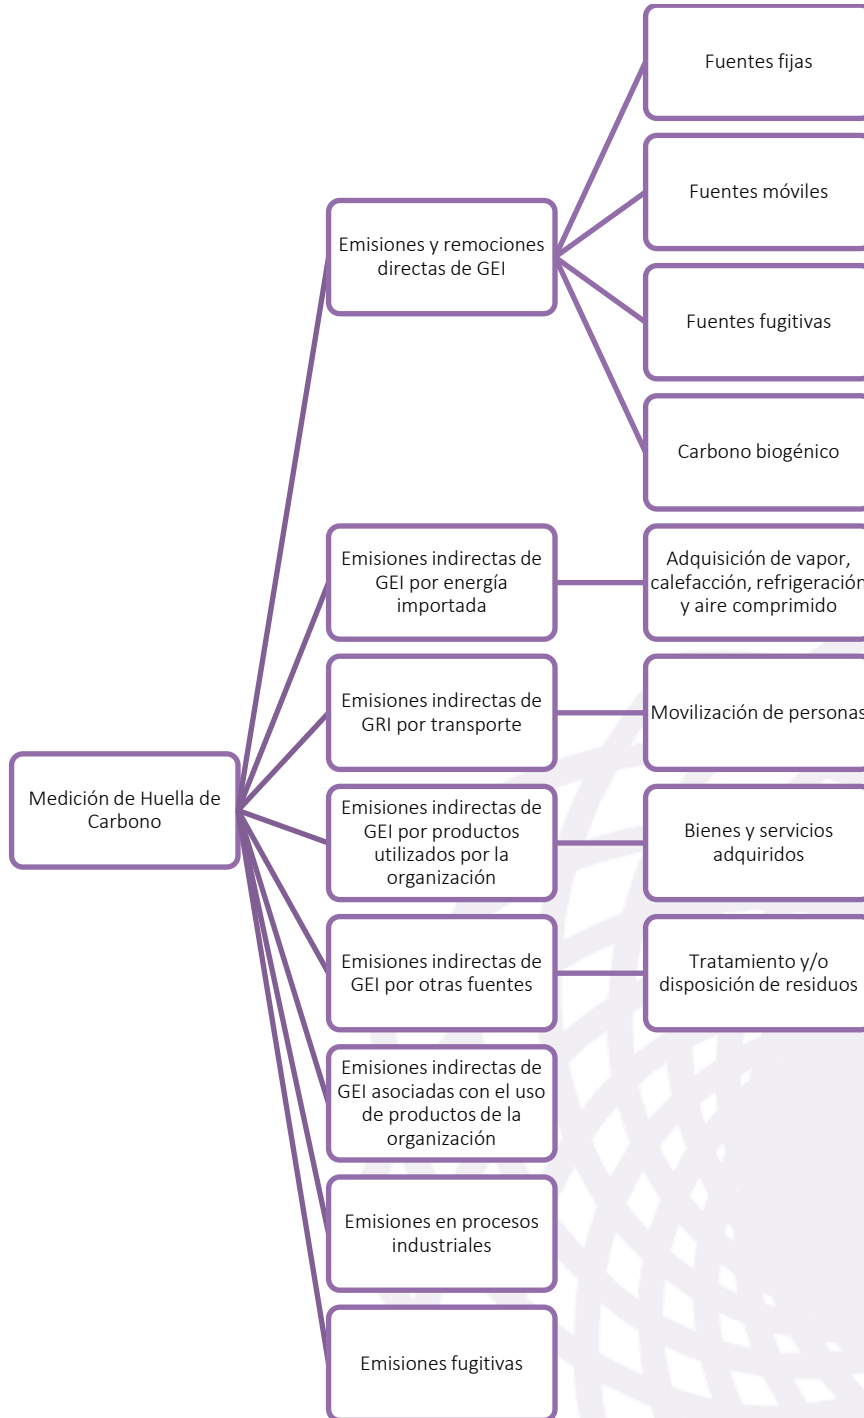 Fuentes fijas
Fuentes móviles
Emisiones y remociones
directas de GEI
Fuentes fugitivas
Carbono biogénico
Emisiones indirectas de
GEI por energía
importada
Adquisición de vapor,
calefacción, refrigeración
y aire comprimido
Emisiones indirectas de
GRI por transporte
Movilización de personas
Medición de Huella de
Carbono
Emisiones indirectas de
GEI por productos
utilizados por la
organización
Bienes y servicios
adquiridos
Emisiones indirectas de
GEI por otras fuentes
Tratamiento y/o
disposición de residuos
Emisiones indirectas de
GEI asociadas con el uso
de productos de la
organización
Emisiones en procesos
industriales
Emisiones fugitivas